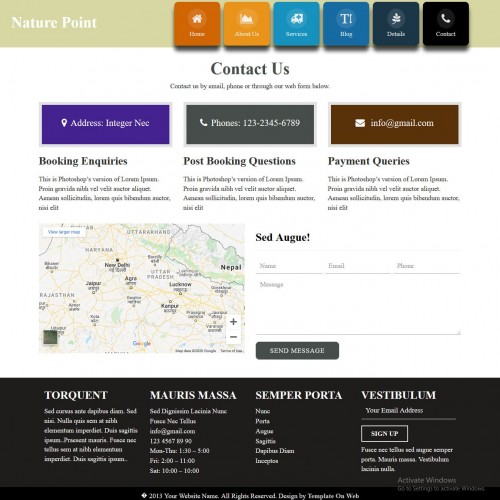 Nature Point
Home
About Us
Services
Blog
Details
Contact
Contact Us
Contact us by email, phone or through our web form below.
Address: Integer Nec
Phones: 123-2345-6789
info@gmail.com
Booking Enquiries
This is Photoshop's version of Lorem Ipsum.
Proin gravida nibh vel velit auctor aliquet.
Aenean sollicitudin, lorem quis bibendum auctor,
nisi elit
Post Booking Questions
This is Photoshop's version of Lorem Ipsum.
Proin gravida nibh vel velit auctor aliquet.
Aenean sollicitudin, lorem quis bibendum auctor,
nisi elit
Payment Queries
This is Photoshop's version of Lorem Ipsum.
Proin gravida nibh vel velit auctor aliquet.
Aenean sollicitudin, lorem quis bibendum auctor,
nisi elit
View larger map
UTTARAKHAND
HARYANA
New Delhi
Nepal
Agra
UTTAR
PRADESH
Jaipur
Lucknow
RAJASTHAN
Kanpur
Jodhpur
Prayagraj
Udaipur
Google
Map data ©2020 Google
Terms of Use
Sed Augue!
Name
Email
Phone
Message
SEND MESSAGE
TORQUENT
Sed cursus ante dapibus diam. Sed
nisi. Nulla quis sem at nibh
elementum imperdiet. Duis sagittis
ipsum..Praesent mauris. Fusce nec
tellus sem at nibh elementum
imperdiet. Duis sagittis ipsum..
MAURIS MASSA
Sed Dignissim Lacinia Nunc
Fusce Nec Tellus
info@gmail.com
123 4567 89 90
Mon-Thu: 1:30 – 5:00
Fri: 2:00 – 11:00
Sat: 10:00 – 10:00
SEMPER PORTA
Nunc
Porta
Augue
Sagittis
Dapibus Diam
Inceptos
VESTIBULUM
Your Email Address
SIGN UP
Fusce nec tellus sed augue semper
porta. Mauris massa. Vestibulum
lacinia nulla.
Activate Windows
Go to Settings to activate Windows.
© 2013 Your Website Name. All Rights Reserved. Design by Template On Web